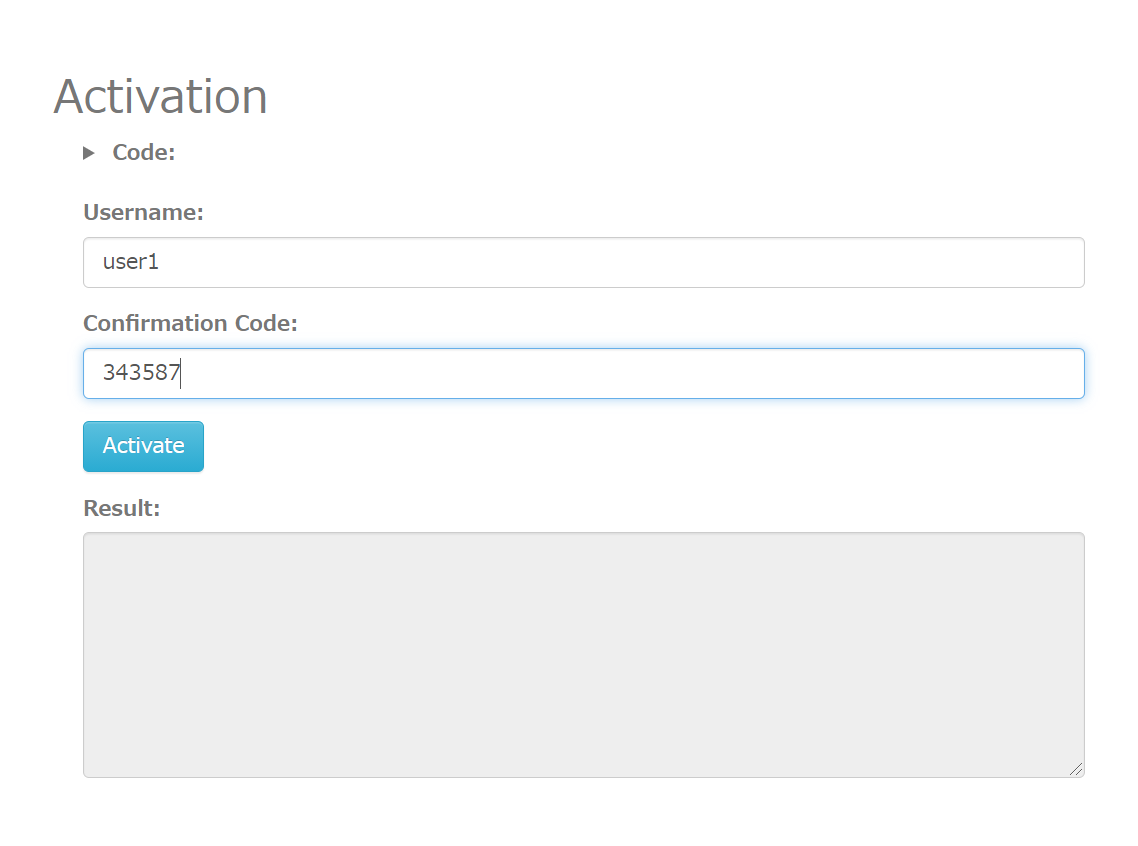 Activation
Code:
Username:
user1
Confirmation Code:
343587
Activate
Result: